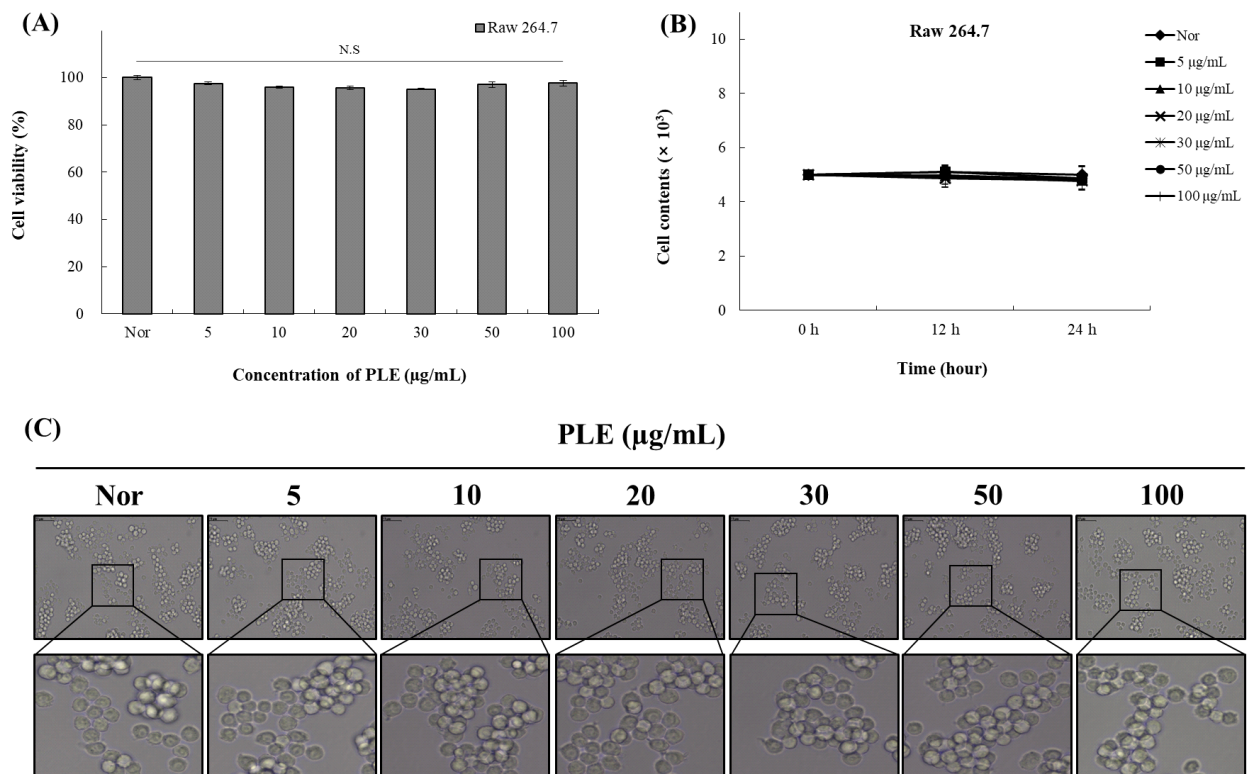 (A)
Raw 264.7
N.S
Cell viability (%)
100
80
60
40
20
0
Nor 5 10 20 30 50 100
Concentration of PLE (µg/mL)
(B)
Raw 264.7
Nor
5 µg/mL
10 µg/mL
20 µg/mL
30 µg/mL
50 µg/mL
100 µg/mL
Cell contents (× 10³)
10
8
6
4
2
0
0 h 12 h 24 h
Time (hour)
(C)
PLE (µg/mL)
Nor 5 10 20 30 50 100